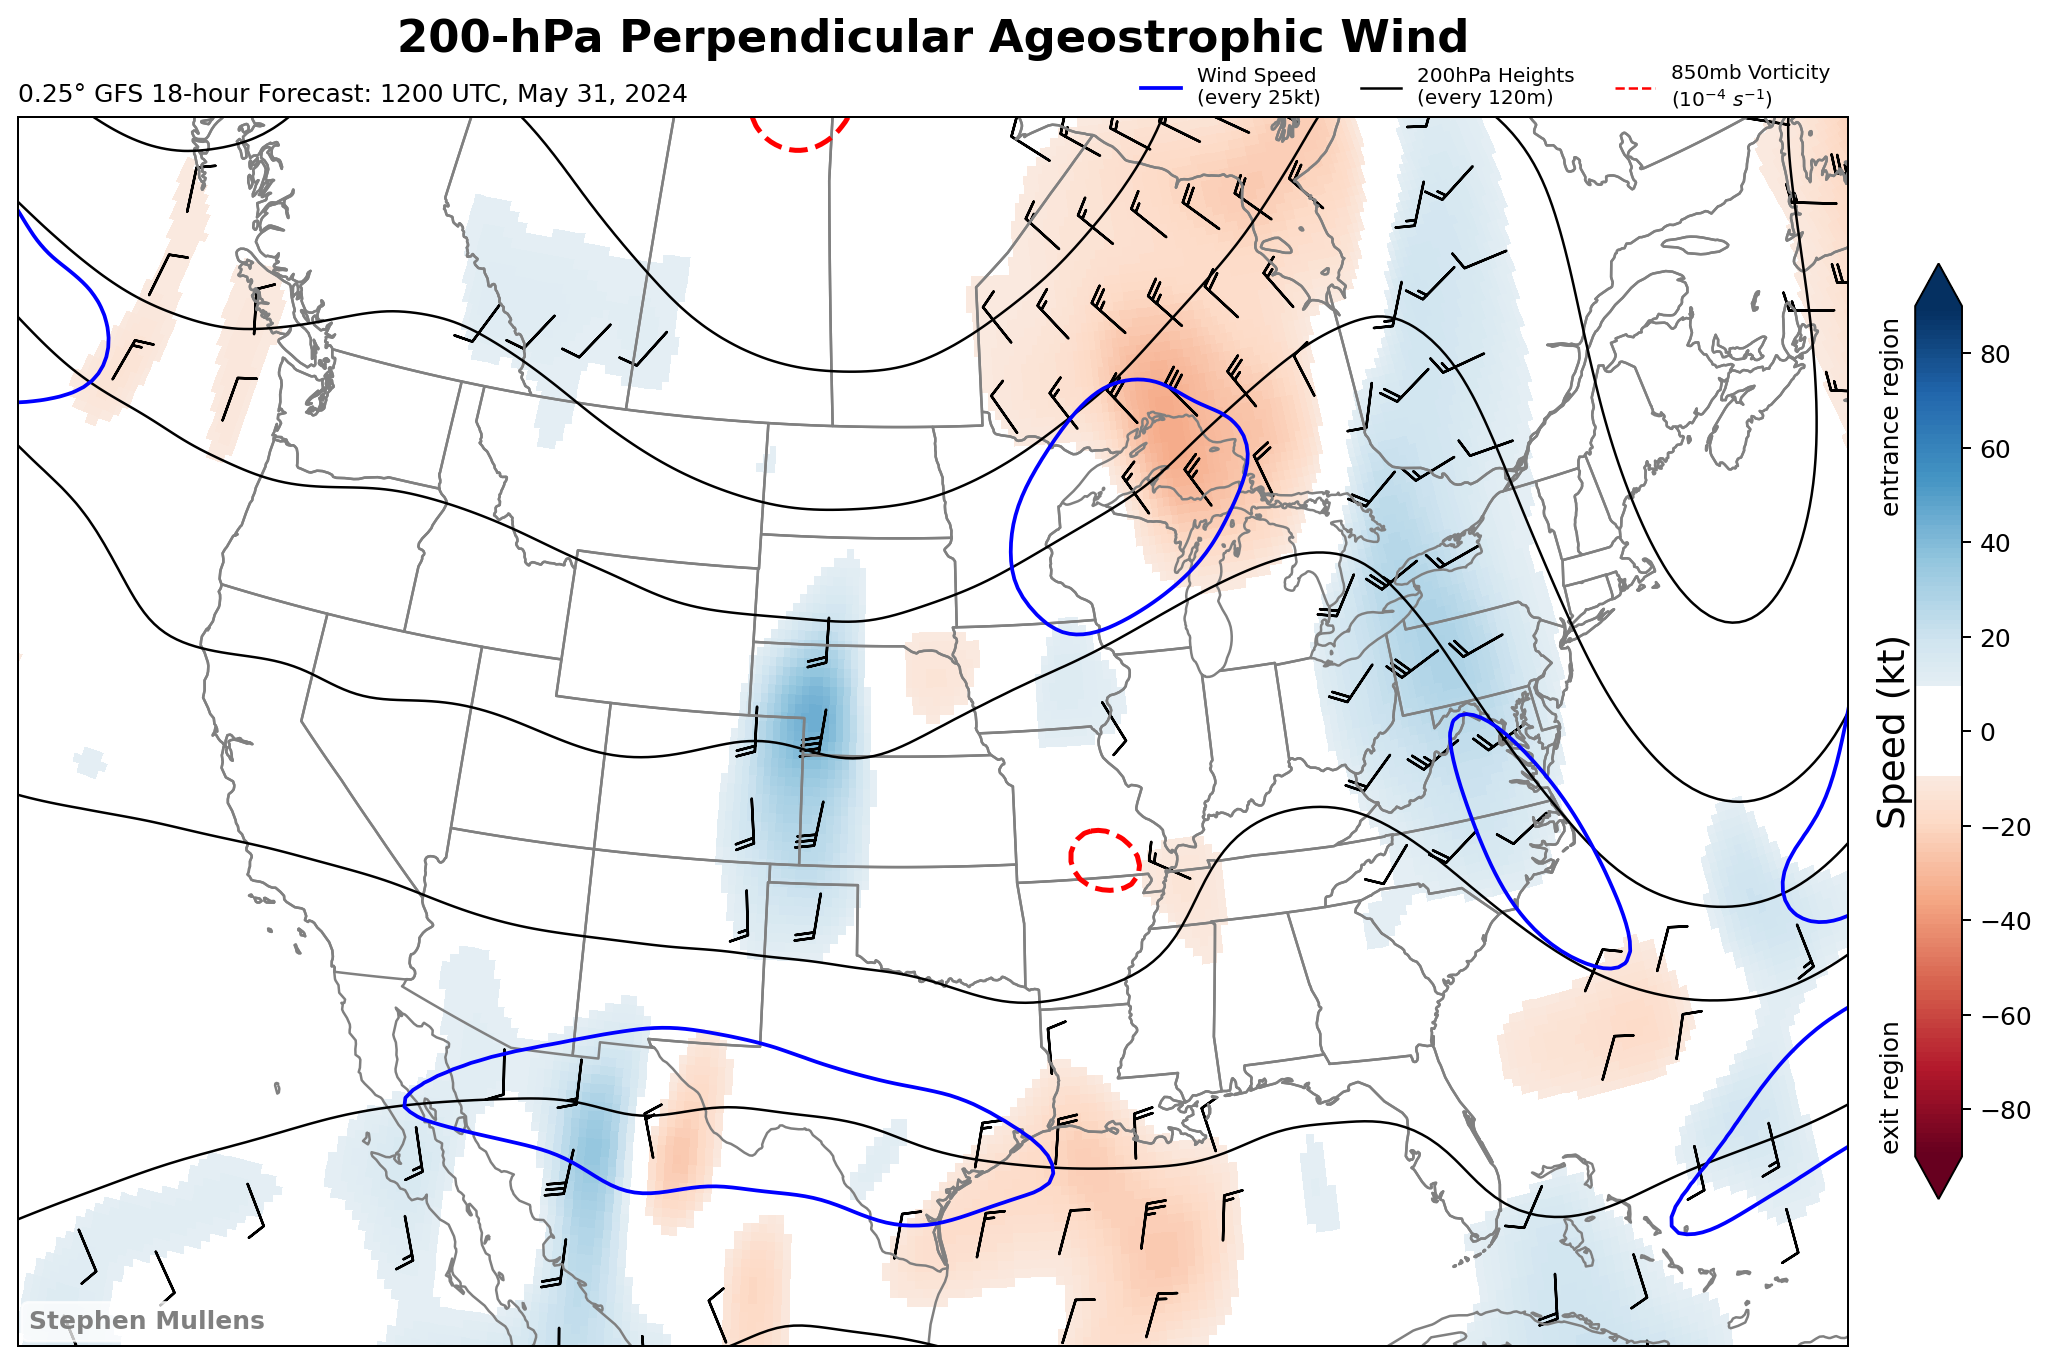 200-hPa Perpendicular Ageostrophic Wind
0.25° GFS 18-hour Forecast: 1200 UTC, May 31, 2024
Wind Speed
(every 25kt)
200hPa Heights
(every 120m)
850mb Vorticity
(10⁻⁴ s⁻¹)
entrance region
exit region
Speed (kt)
80
60
40
20
0
−20
−40
−60
−80
Stephen Mullens